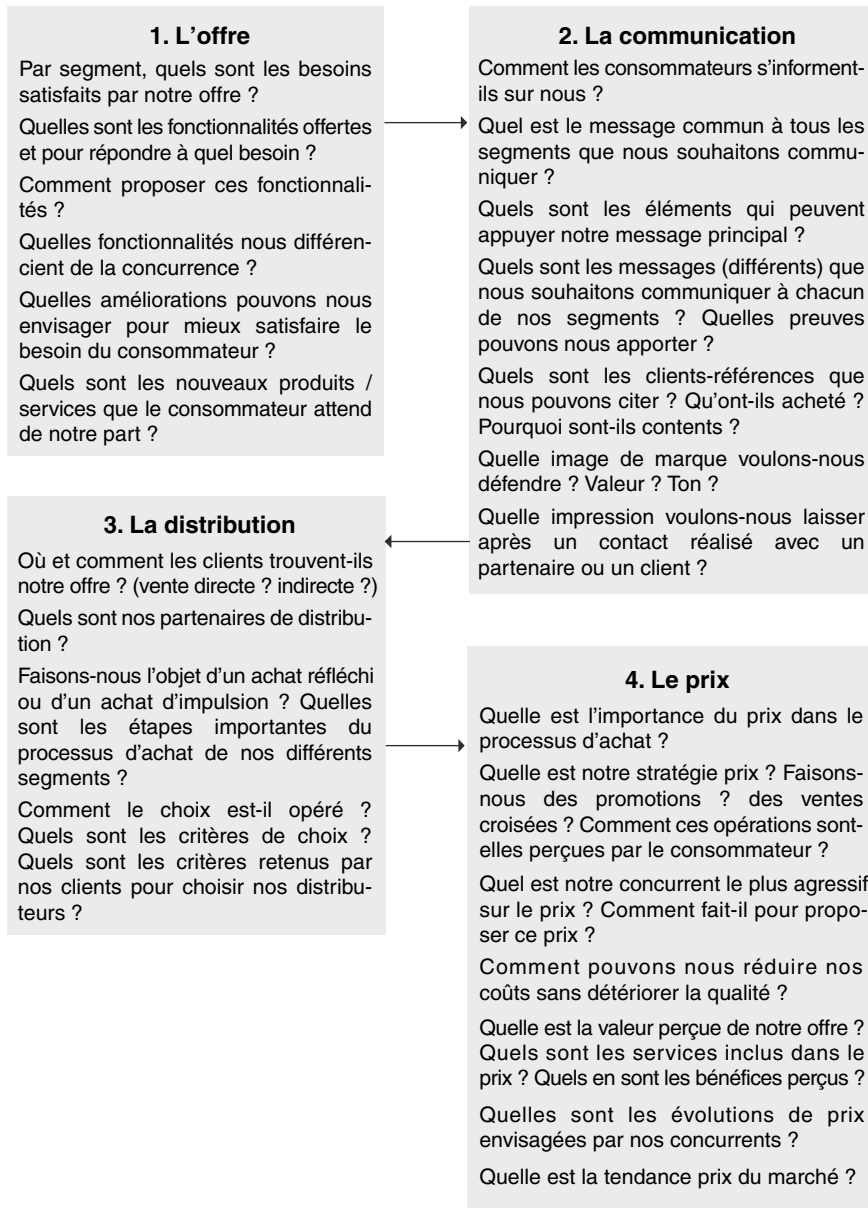 1. L’offre
Par segment, quels sont les besoins
satisfaits par notre offre ?
Quelles sont les fonctionnalités offertes
et pour répondre à quel besoin ?
Comment proposer ces fonctionnali-
tés ?
Quelles fonctionnalités nous différen-
cient de la concurrence ?
Quelles améliorations pouvons nous
envisager pour mieux satisfaire le
besoin du consommateur ?
Quels sont les nouveaux produits /
services que le consommateur attend
de notre part ?
2. La communication
Comment les consommateurs s’informent-
ils sur nous ?
Quel est le message commun à tous les
segments que nous souhaitons commu-
niquer ?
Quels sont les éléments qui peuvent
appuyer notre message principal ?
Quels sont les messages (différents) que
nous souhaitons communiquer à chacun
de nos segments ? Quelles preuves
pouvons nous apporter ?
Quels sont les clients-références que
nous pouvons citer ? Qu’ont-ils acheté ?
Pourquoi sont-ils contents ?
Quelle image de marque voulons-nous
défendre ? Valeur ? Ton ?
Quelle impression voulons-nous laisser
après un contact réalisé avec un
partenaire ou un client ?
3. La distribution
Où et comment les clients trouvent-ils
notre offre ? (vente directe ? indirecte ?)
Quels sont nos partenaires de distribu-
tion ?
Faisons-nous l’objet d’un achat réfléchi
ou d’un achat d’impulsion ? Quelles
sont les étapes importantes du
processus d’achat de nos différents
segments ?
Comment le choix est-il opéré ?
Quels sont les critères de choix ?
Quels sont les critères retenus par
nos clients pour choisir nos distribu-
teurs ?
4. Le prix
Quelle est l’importance du prix dans le
processus d’achat ?
Quelle est notre stratégie prix ? Faisons-
nous des promotions ? des ventes
croisées ? Comment ces opérations sont-
elles perçues par le consommateur ?
Quel est notre concurrent le plus agressif
sur le prix ? Comment fait-il pour propo-
ser ce prix ?
Comment pouvons nous réduire nos
coûts sans détériorer la qualité ?
Quelle est la valeur perçue de notre offre ?
Quels sont les services inclus dans le
prix ? Quels en sont les bénéfices perçus ?
Quelles sont les évolutions de prix
envisagées par nos concurrents ?
Quelle est la tendance prix du marché ?